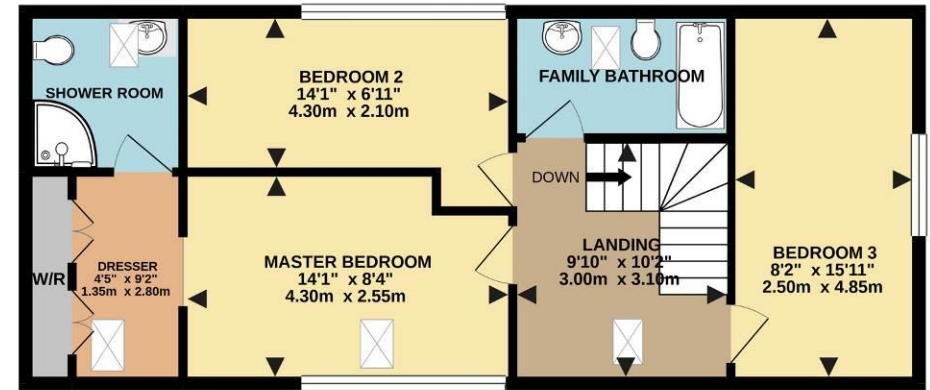 SHOWER ROOM
BEDROOM 2
14'1" x 6'11"
4.30m x 2.10m
FAMILY BATHROOM
DOWN
W/R
DRESSER
4'5" x 9'2"
1.35m x 2.80m
MASTER BEDROOM
14'1" x 8'4"
4.30m x 2.55m
LANDING
9'10" x 10'2"
3.00m x 3.10m
BEDROOM 3
8'2" x 15'11"
2.50m x 4.85m